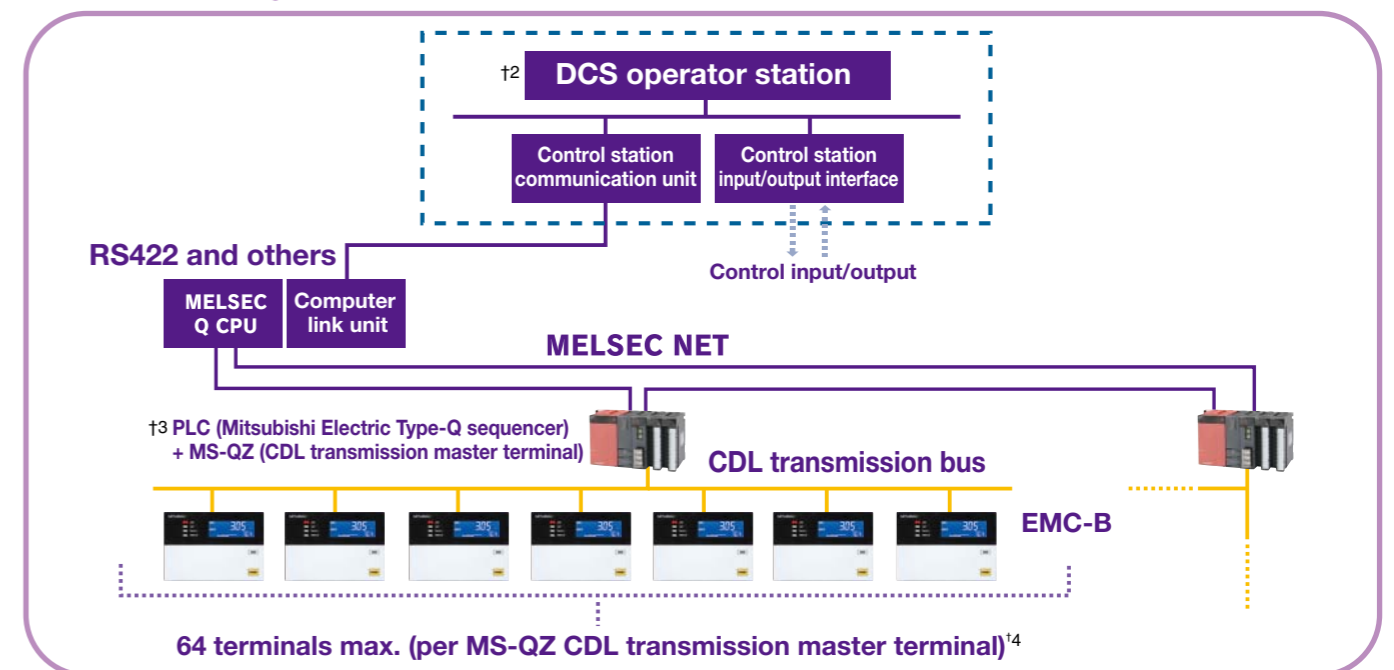 †2 DCS operator station
Control station
communication unit
Control station
input/output interface
RS422 and others
Control input/output
MELSEC
Q CPU
Computer
link unit
MELSEC NET
†3 PLC (Mitsubishi Electric Type-Q sequencer)
+ MS-QZ (CDL transmission master terminal)
CDL transmission bus
EMC-B
64 terminals max. (per MS-QZ CDL transmission master terminal)†4